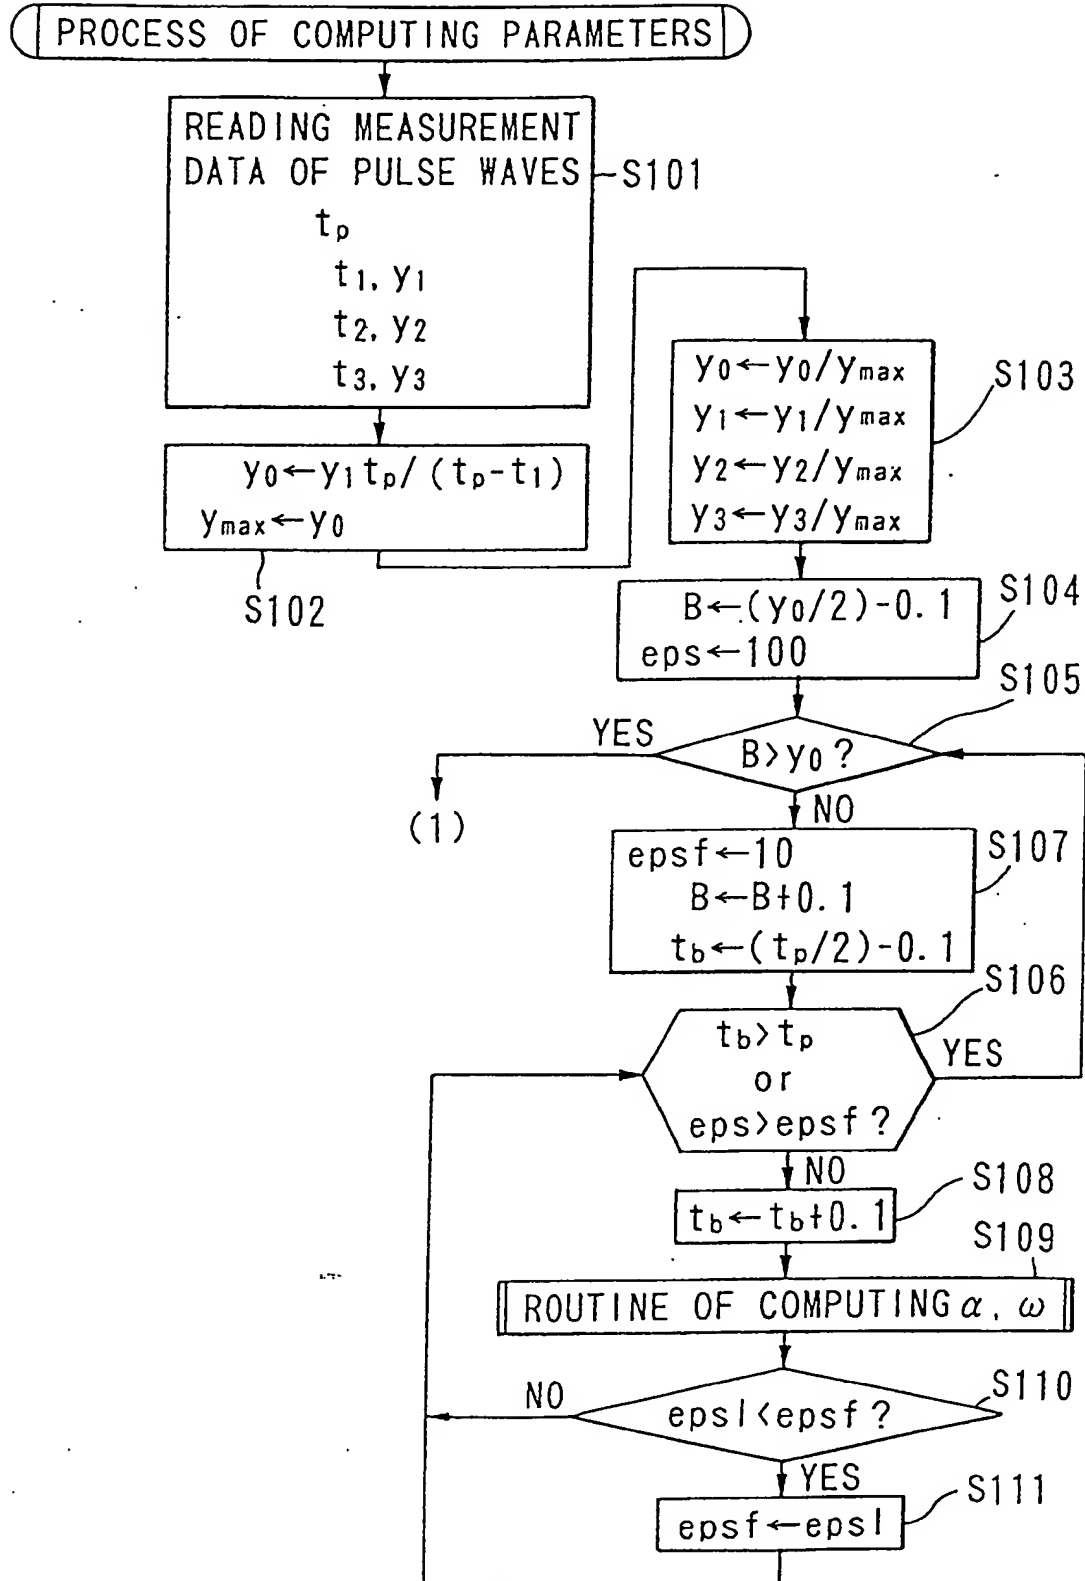 PROCESS OF COMPUTING PARAMETERS
READING MEASUREMENT
DATA OF PULSE WAVES
S101
tp
t1, y1
t2, y2
t3, y3
y0←y1tp/(tp-t1)
ymax←y0
S102
y0←y0/ymax
y1←y1/ymax
y2←y2/ymax
y3←y3/ymax
S103
B←(y0/2)-0.1
eps←100
S104
S105
YES
B>y0?
(1)
NO
epsf←10
B←B+0.1
tb←(tp/2)-0.1
S107
S106
tb>tp
or
eps>epsf?
YES
NO
S108
tb←tb+0.1
S109
ROUTINE OF COMPUTING α, ω
S110
NO
epsl<epsf?
YES
S111
epsf←epsl